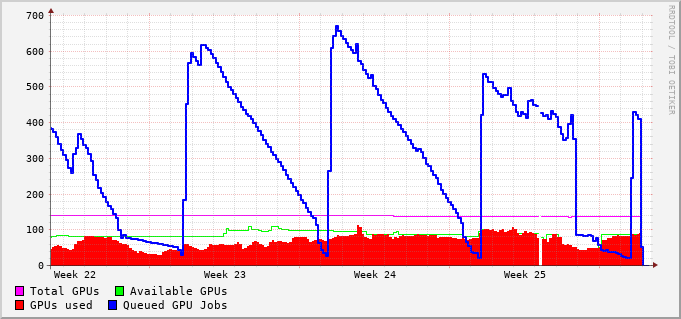 700
600
500
400
300
200
100
0
Week 22 Week 23 Week 24 Week 25
Total GPUs Available GPUs
GPUs used Queued GPU Jobs
RRDTOOL / TOBI OETIKER